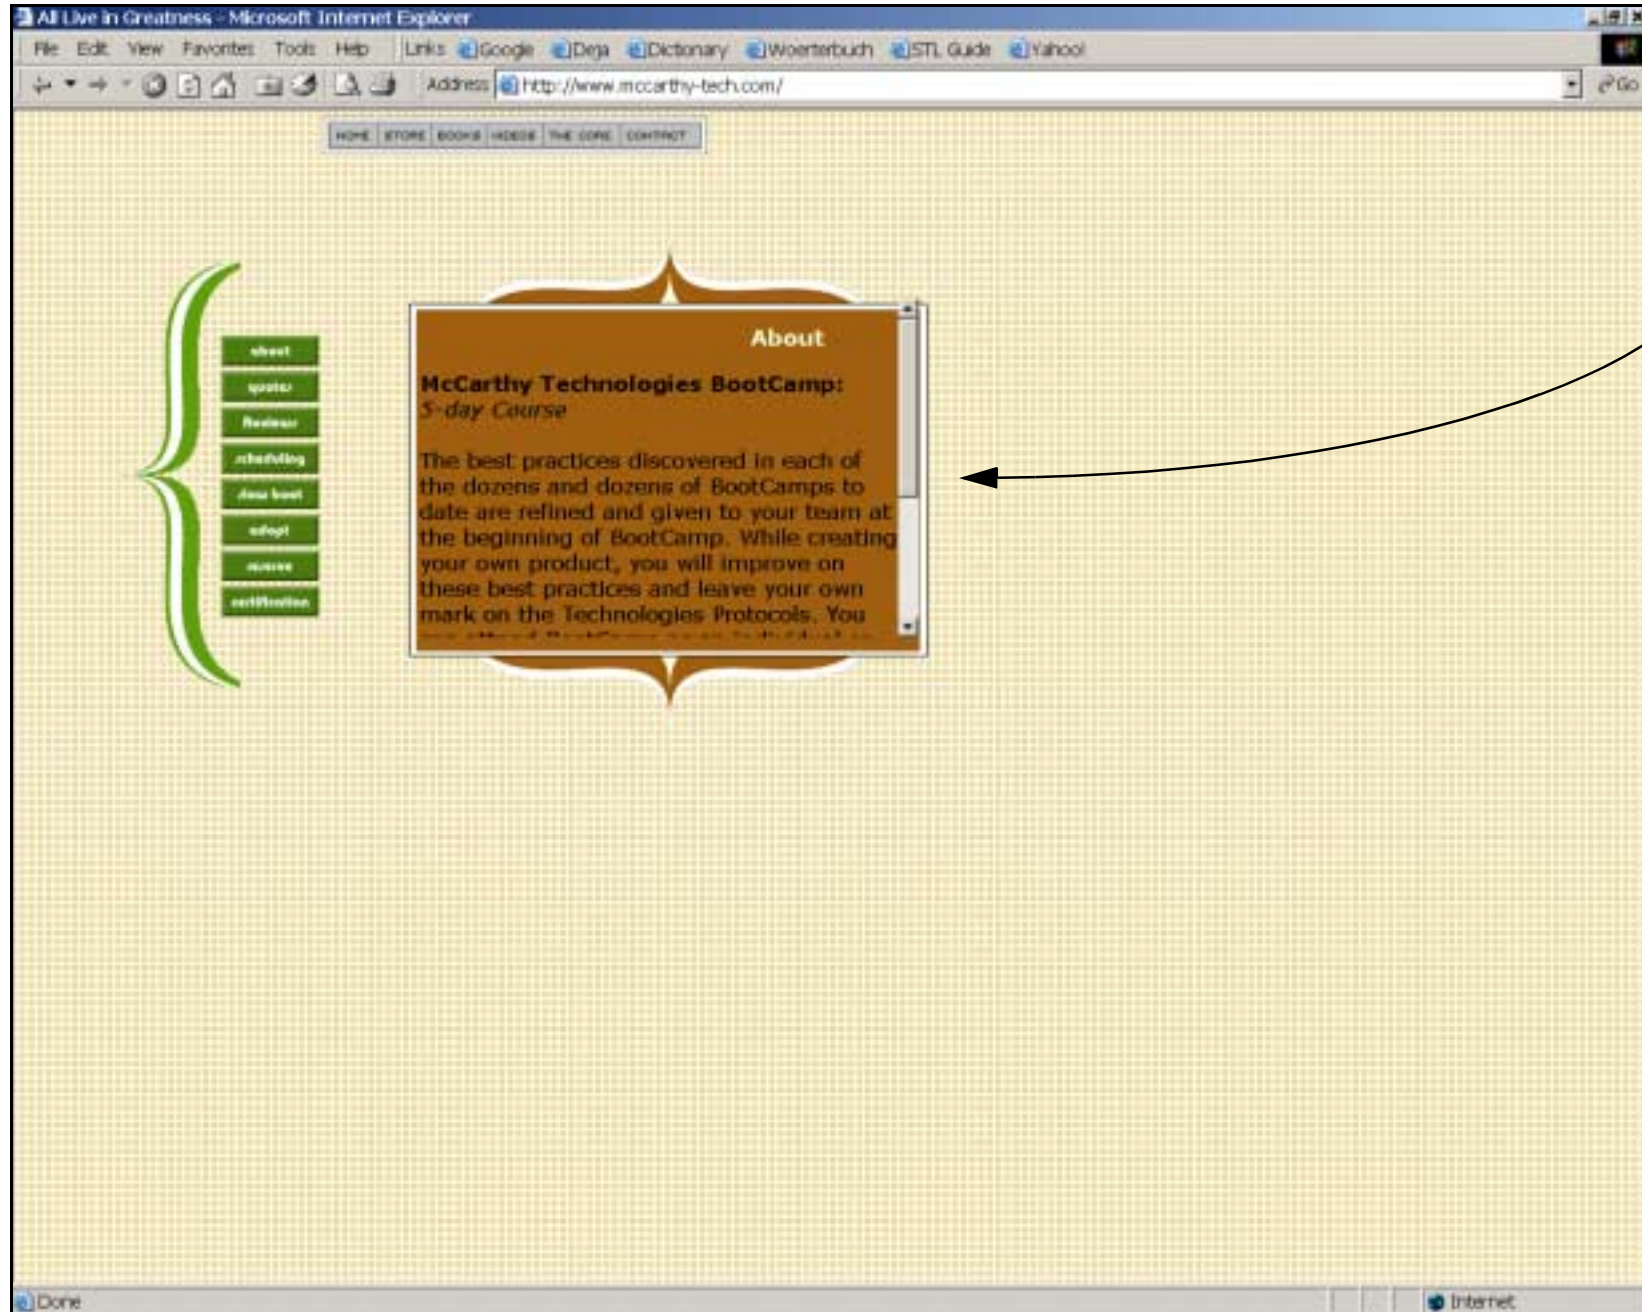 All Live in Greatness - Microsoft Internet Explorer
File Edit View Favorites Tools Help Links Google Deja Dictionary Woerterbuch STL Guide Yahoo!
Address http://www.mccarthy-tech.com/ Go
HOME STORE BOOKS VIDEOS THE CORE CONTACT
about
quotes
Reviews
scheduling
adopt
certification
About
McCarthy Technologies BootCamp:
5-day Course
The best practices discovered in each of
the dozens and dozens of BootCamps to
date are refined and given to your team at
the beginning of BootCamp. While creating
your own product, you will improve on
these best practices and leave your own
mark on the Technologies Protocols. You
Done Internet